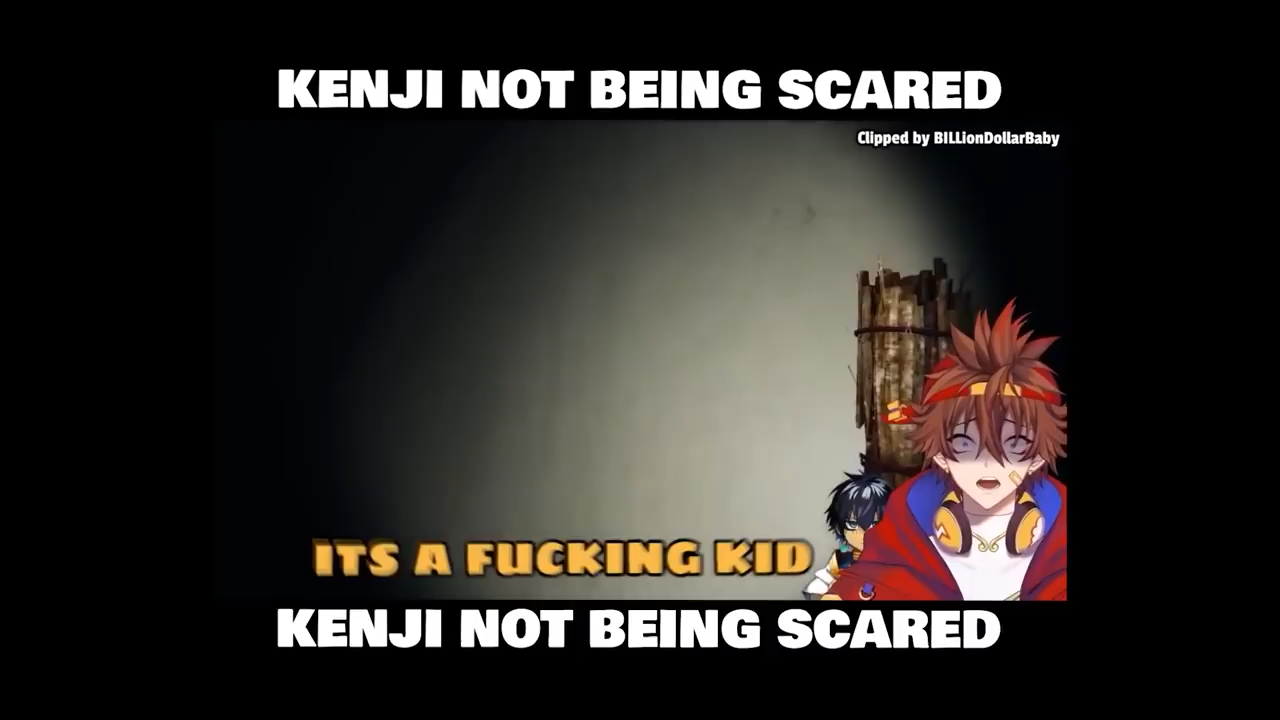 KENJI NOT BEING SCARED
Clipped by BILLionDollarBaby
ITS A FUCKING KID
KENJI NOT BEING SCARED